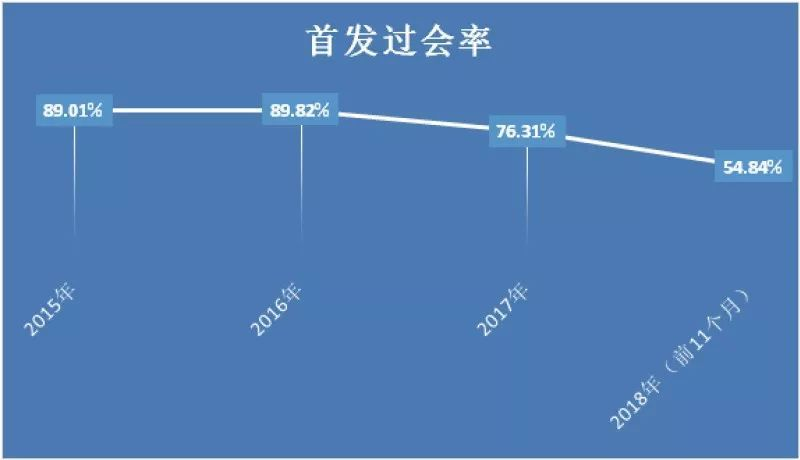 首发过会率
89.01%
89.82%
76.31%
54.84%
2015年
2016年
2017年
2018年（前11个月）